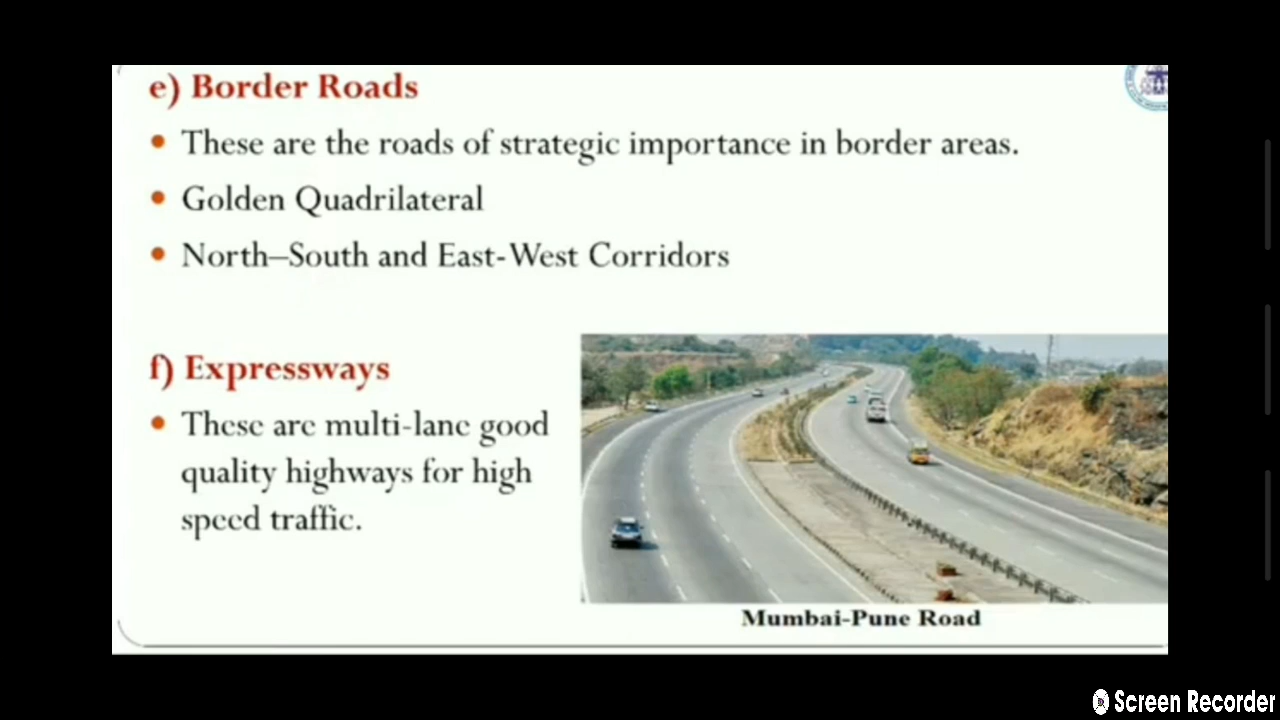 e) Border Roads
• These are the roads of strategic importance in border areas.
• Golden Quadrilateral
• North–South and East-West Corridors
f) Expressways
• These are multi-lane good
quality highways for high
speed traffic.
Mumbai-Pune Road
Screen Recorder